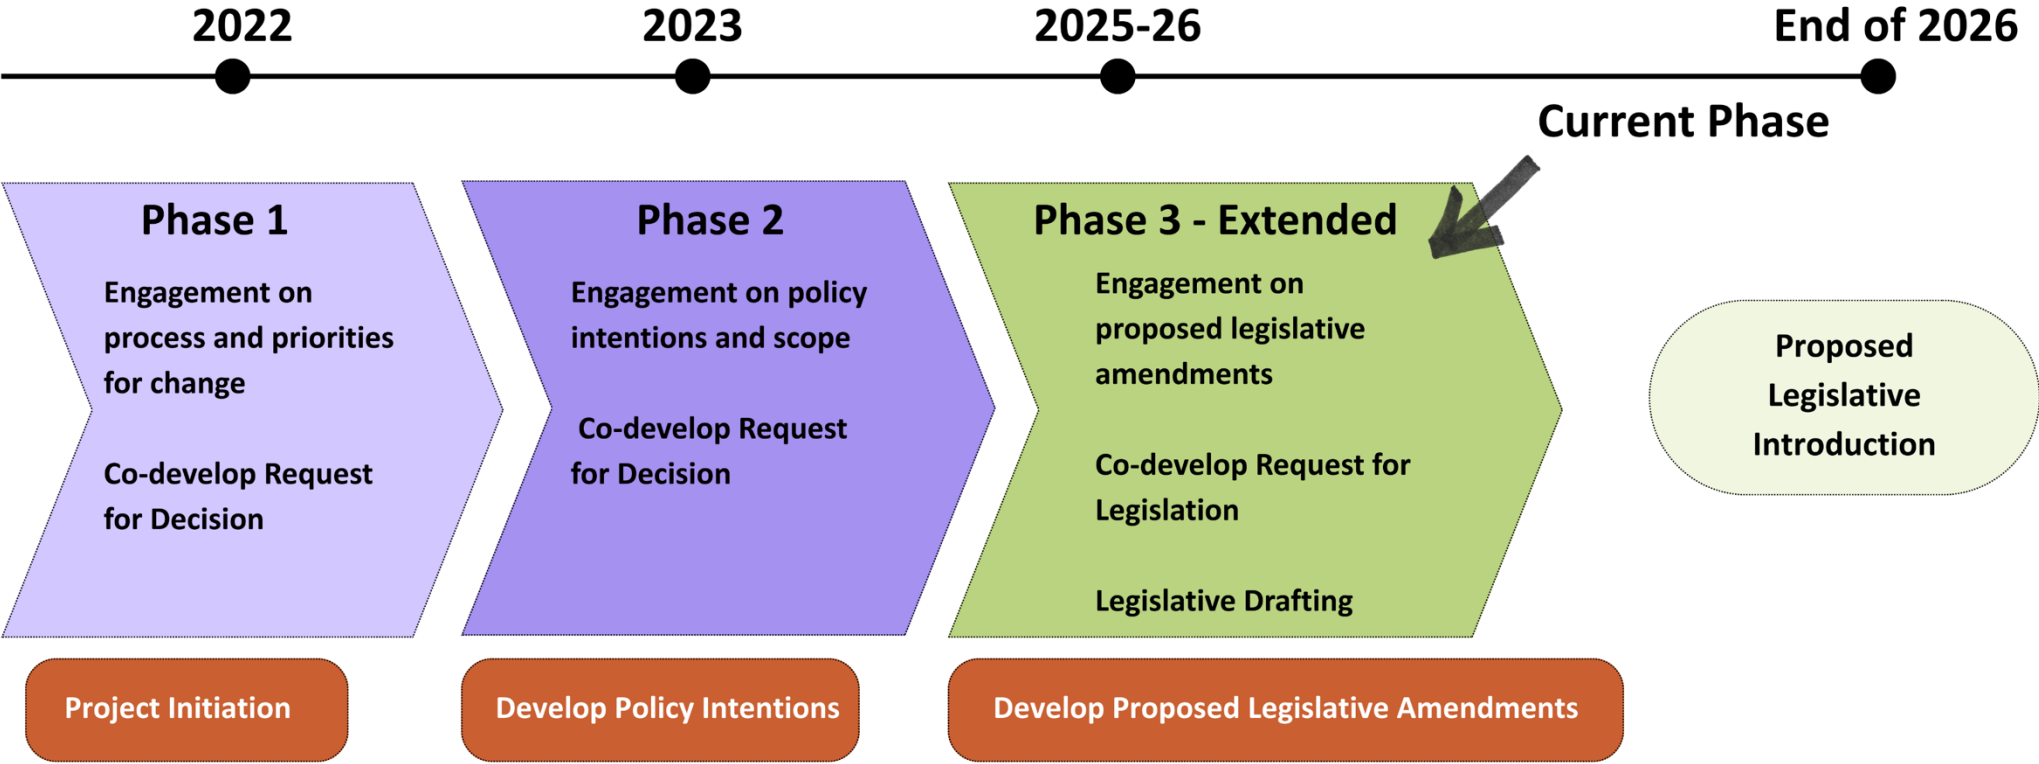 2022
2023
2025-26
End of 2026
Current Phase
Phase 1
Engagement on
process and priorities
for change
Co-develop Request
for Decision
Phase 2
Engagement on policy
intentions and scope
Co-develop Request
for Decision
Phase 3 - Extended
Engagement on
proposed legislative
amendments
Co-develop Request for
Legislation
Legislative Drafting
Proposed
Legislative
Introduction
Project Initiation
Develop Policy Intentions
Develop Proposed Legislative Amendments